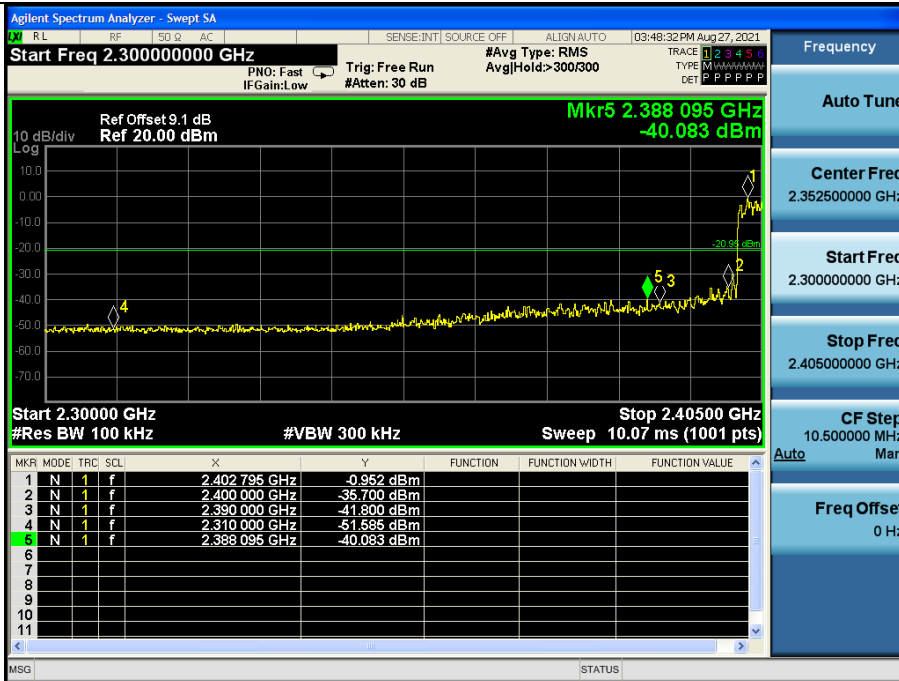 Agilent Spectrum Analyzer - Swept SA
LXI RL RF 50 Ω AC SENSE:INT SOURCE OFF ALIGN AUTO 03:48:32 PM Aug 27, 2021
Start Freq 2.300000000 GHz
PNO: Fast
IFGain:Low
Trig: Free Run
#Atten: 30 dB
#Avg Type: RMS
Avg|Hold:>300/300
TRACE 1 2 3 4 5 6
TYPE M WWWWW
DET P P P P P P
Ref Offset 9.1 dB
Ref 20.00 dBm
10 dB/div
Log
Mkr5 2.388 095 GHz
-40.083 dBm
10.0
0.00
-10.0
-20.0
-30.0
-40.0
-50.0
-60.0
-70.0
1
-20.95 dBm
2
5
3
4
Start 2.30000 GHz
Stop 2.40500 GHz
#Res BW 100 kHz
#VBW 300 kHz
Sweep 10.07 ms (1001 pts)
MKR MODE TRC SCL X Y FUNCTION FUNCTION WIDTH FUNCTION VALUE
1 N 1 f 2.402 795 GHz -0.952 dBm
2 N 1 f 2.400 000 GHz -35.700 dBm
3 N 1 f 2.390 000 GHz -41.800 dBm
4 N 1 f 2.310 000 GHz -51.585 dBm
5 N 1 f 2.388 095 GHz -40.083 dBm
6
7
8
9
10
11
MSG
STATUS
Frequency
Auto Tune
Center Freq
2.352500000 GHz
Start Freq
2.300000000 GHz
Stop Freq
2.405000000 GHz
CF Step
10.500000 MHz
Auto Man
Freq Offset
0 Hz